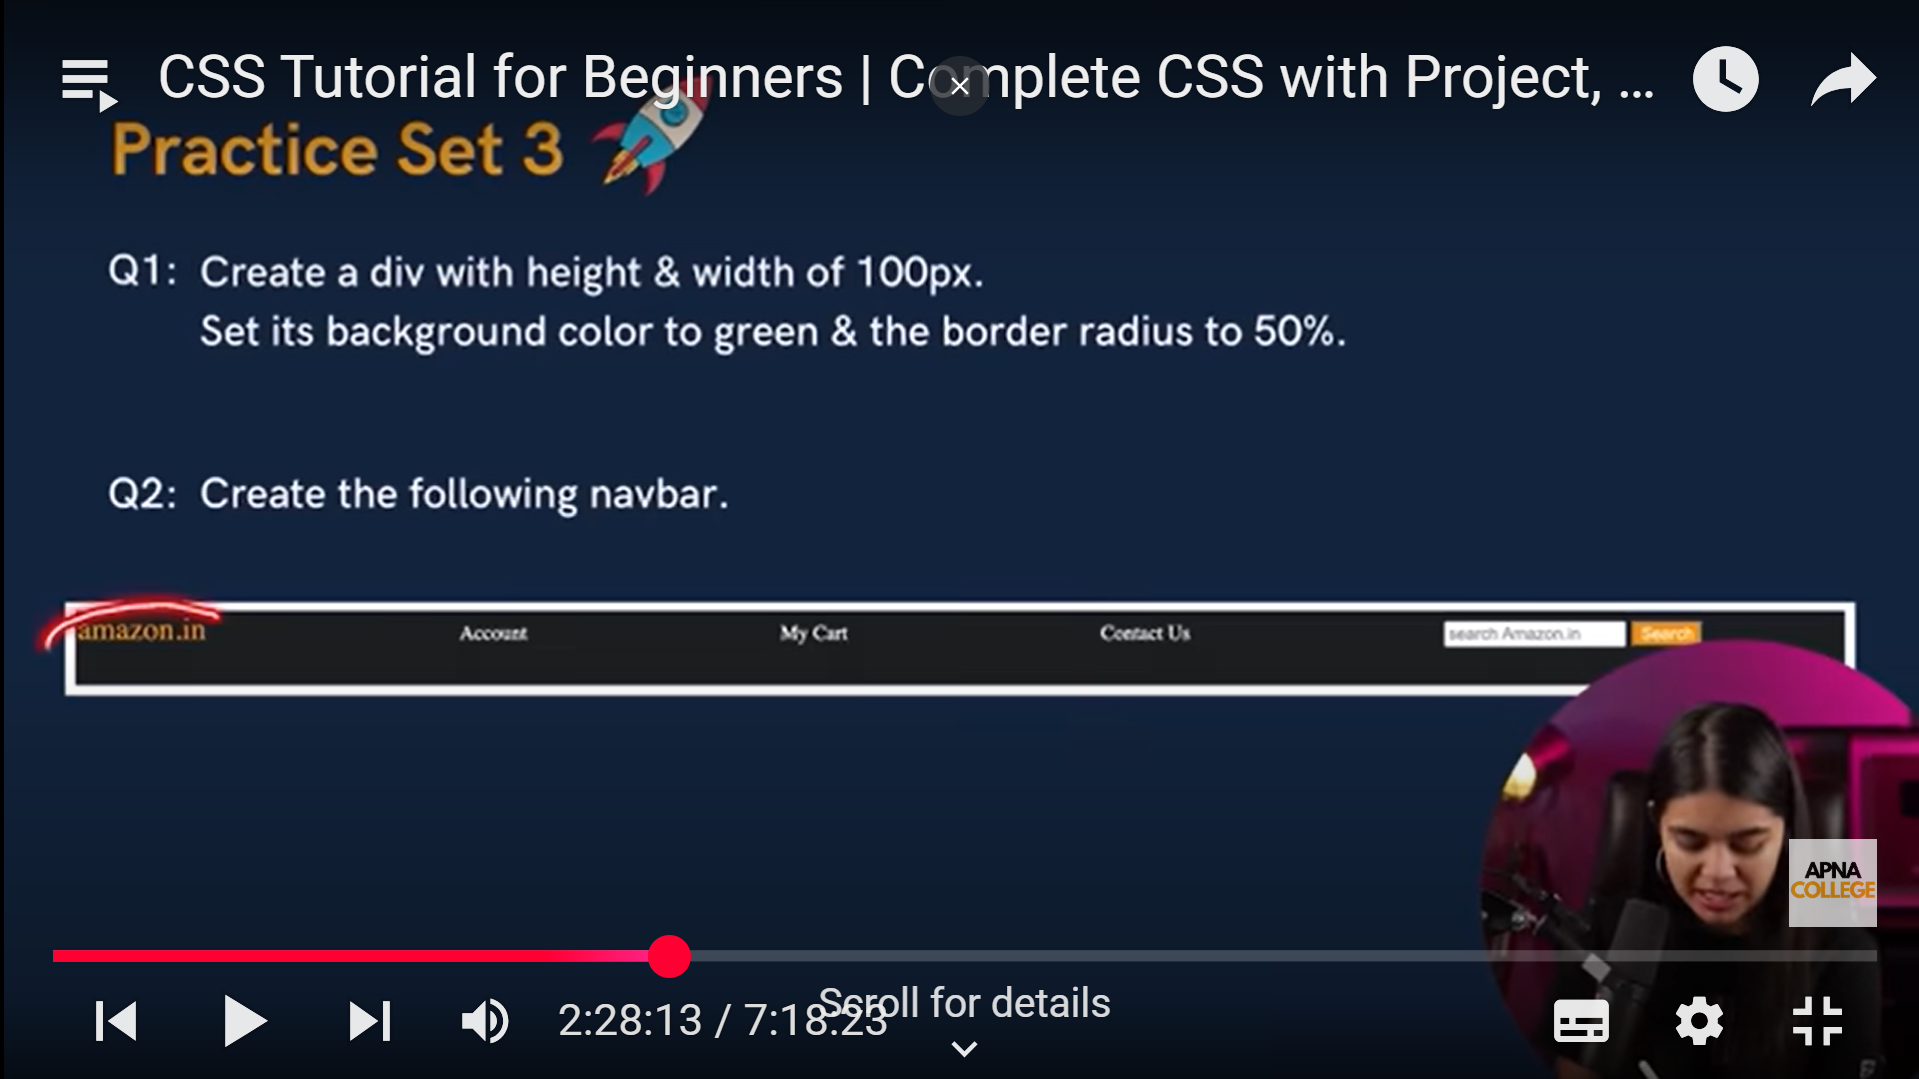 CSS Tutorial for Beginners | Complete CSS with Project, ...
Practice Set 3
Q1: Create a div with height & width of 100px.
Set its background color to green & the border radius to 50%.
Q2: Create the following navbar.
amazon.in Account My Cart Contact Us search Amazon.in Search
APNA
COLLEGE
2:28:13 / 7:18:23
Scroll for details